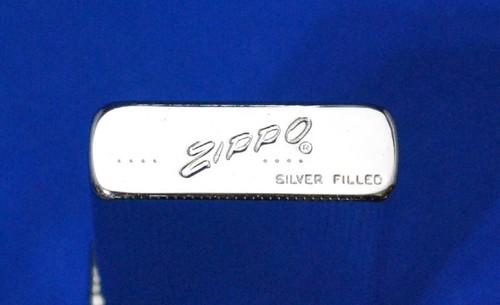 .... ZIPPO ® ....
SILVER FILLED